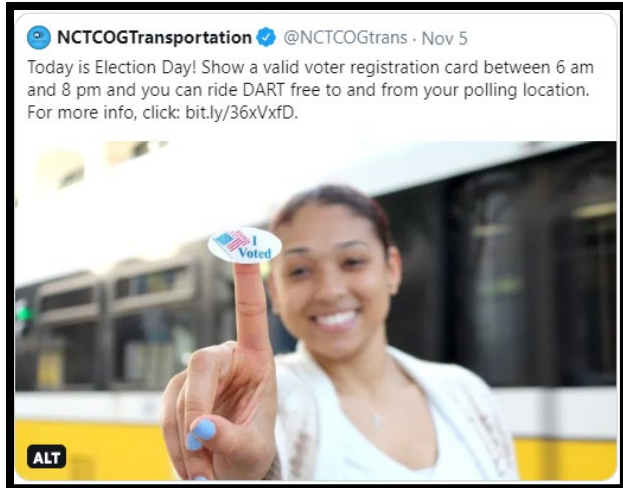 NCTCOGTransportation @NCTCOGtrans · Nov 5
Today is Election Day! Show a valid voter registration card between 6 am
and 8 pm and you can ride DART free to and from your polling location.
For more info, click: bit.ly/36xVxfD.
I
Voted
ALT